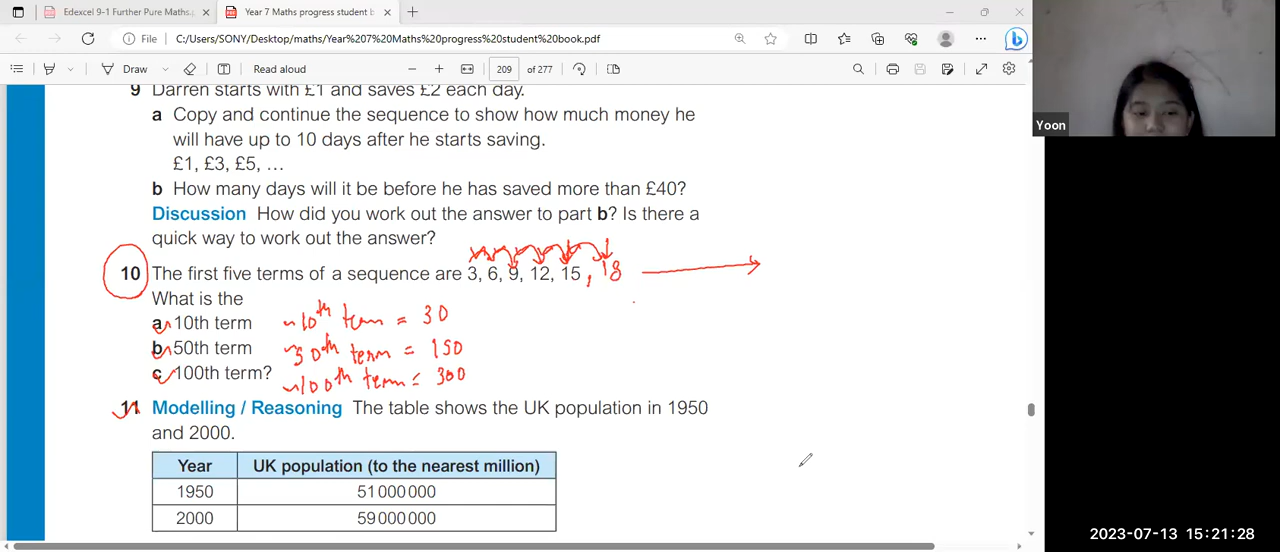 Edexcel 9-1 Further Pure Maths.p
Year 7 Maths progress student b
File
C:/Users/SONY/Desktop/maths/Year%207%20Maths%20progress%20student%20book.pdf
Draw
Read aloud
209 of 277
9 Darren starts with £1 and saves £2 each day.
a Copy and continue the sequence to show how much money he
will have up to 10 days after he starts saving.
£1, £3, £5, …
b How many days will it be before he has saved more than £40?
Discussion How did you work out the answer to part b? Is there a
quick way to work out the answer?
10 The first five terms of a sequence are 3, 6, 9, 12, 15, 18
What is the
a 10th term 10th term = 30
b 50th term 50th term = 150
c 100th term? 100th term = 300
11 Modelling / Reasoning The table shows the UK population in 1950
and 2000.
Year UK population (to the nearest million)
1950 51 000 000
2000 59 000 000
Yoon
2023-07-13 15:21:28